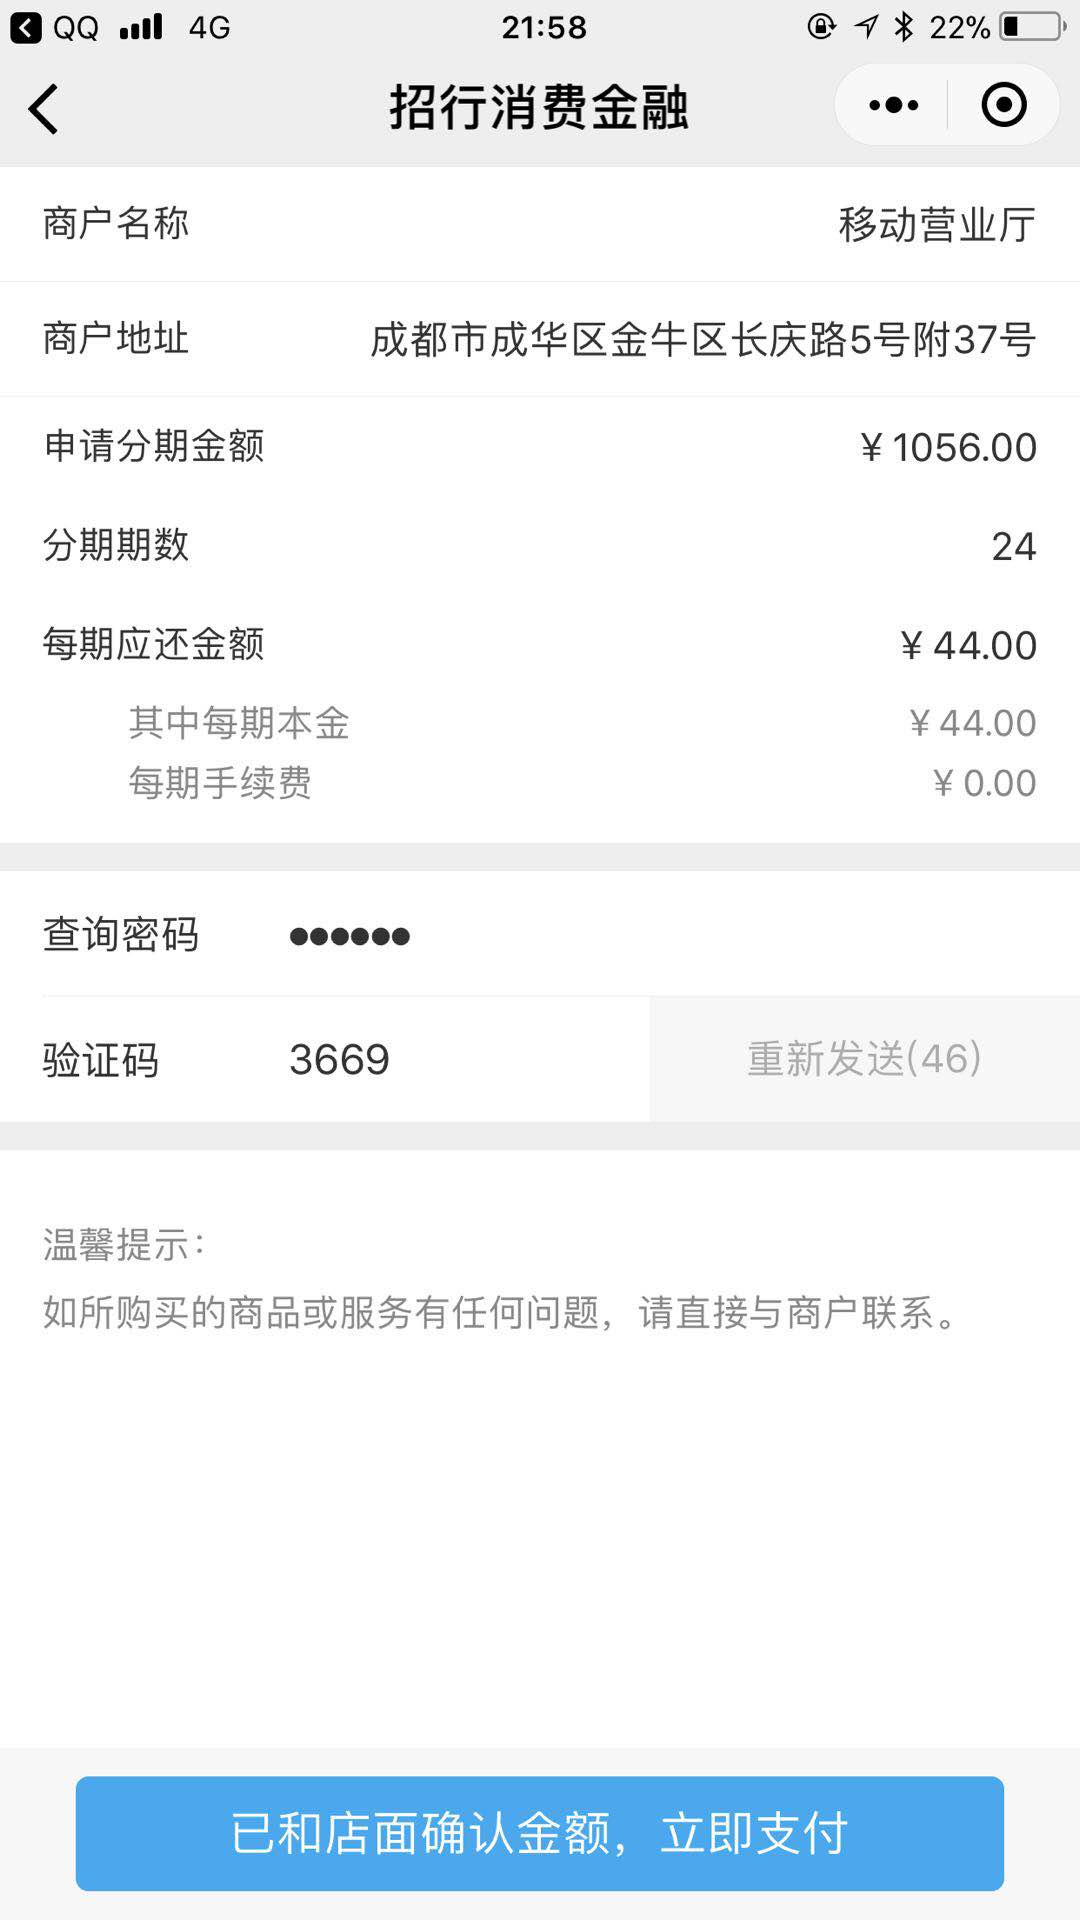 QQ 4G 21:58 22%
招行消费金融
商户名称 移动营业厅
商户地址 成都市成华区金牛区长庆路5号附37号
申请分期金额 ¥ 1056.00
分期期数 24
每期应还金额 ¥ 44.00
其中每期本金 ¥ 44.00
每期手续费 ¥ 0.00
查询密码 ●●●●●●
验证码 3669 重新发送(46)
温馨提示：
如所购买的商品或服务有任何问题，请直接与商户联系。
已和店面确认金额，立即支付